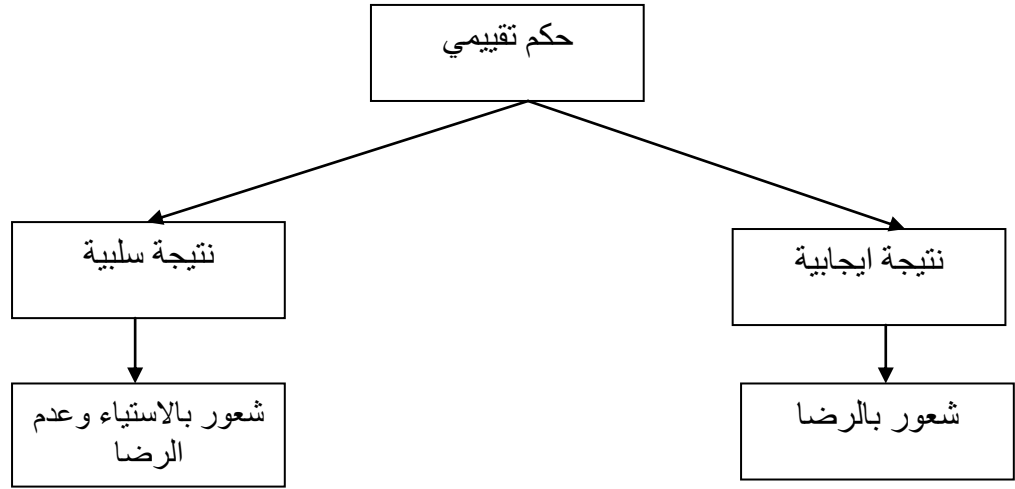 حكم تقييمي
نتيجة ايجابية
نتيجة سلبية
شعور بالرضا
شعور بالاستياء وعدم
الرضا